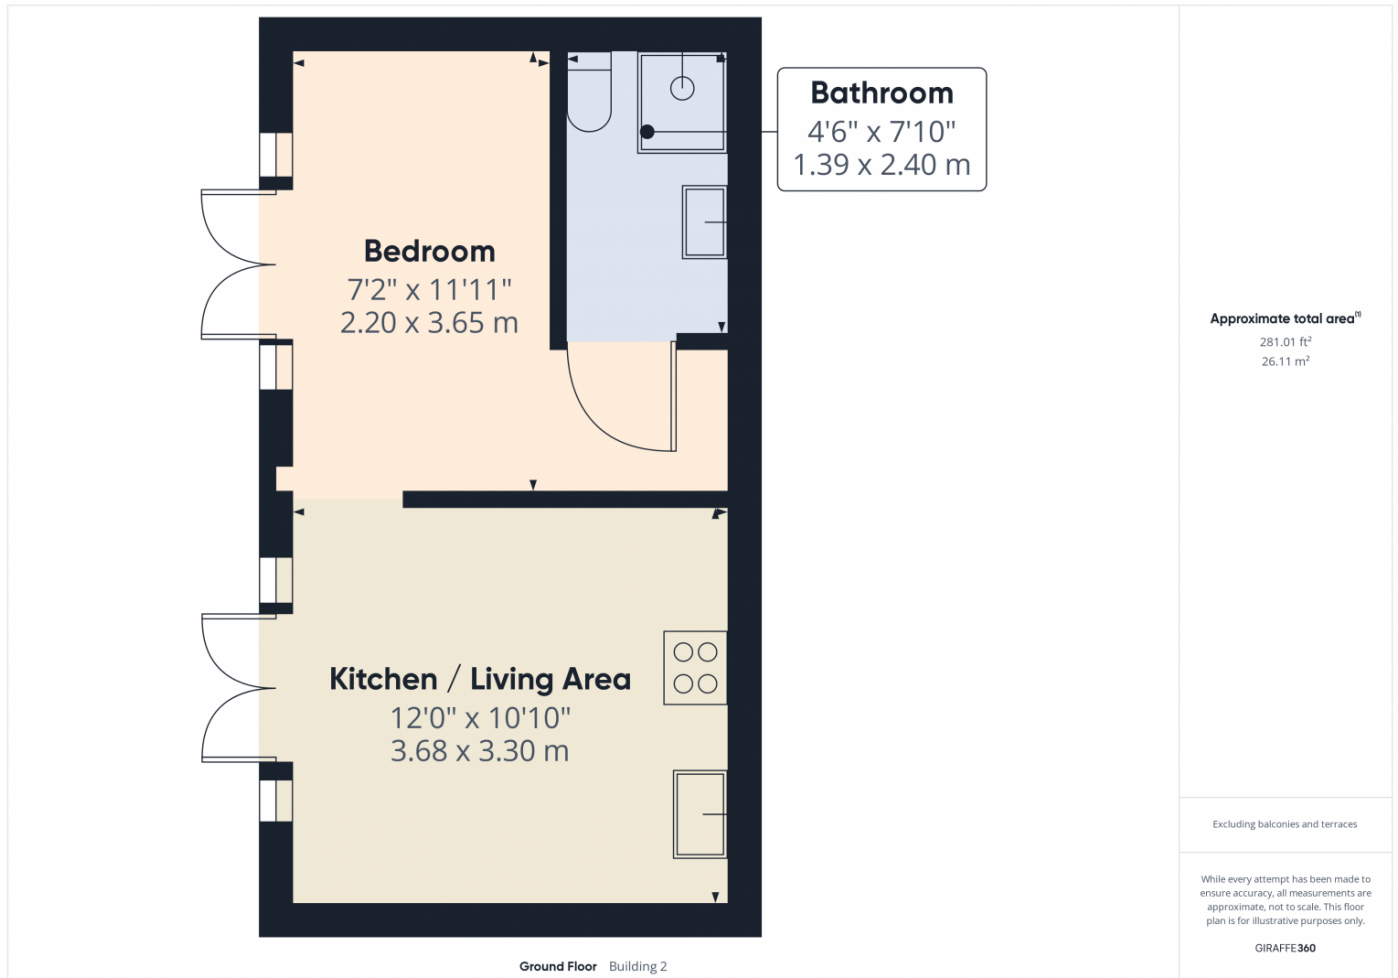 Bathroom
4'6" x 7'10"
1.39 x 2.40 m
Bedroom
7'2" x 11'11"
2.20 x 3.65 m
Kitchen / Living Area
12'0" x 10'10"
3.68 x 3.30 m
Ground Floor Building 2
Approximate total area⁽¹⁾
281.01 ft²
26.11 m²
Excluding balconies and terraces
While every attempt has been made to
ensure accuracy, all measurements are
approximate, not to scale. This floor
plan is for illustrative purposes only.
GIRAFFE360